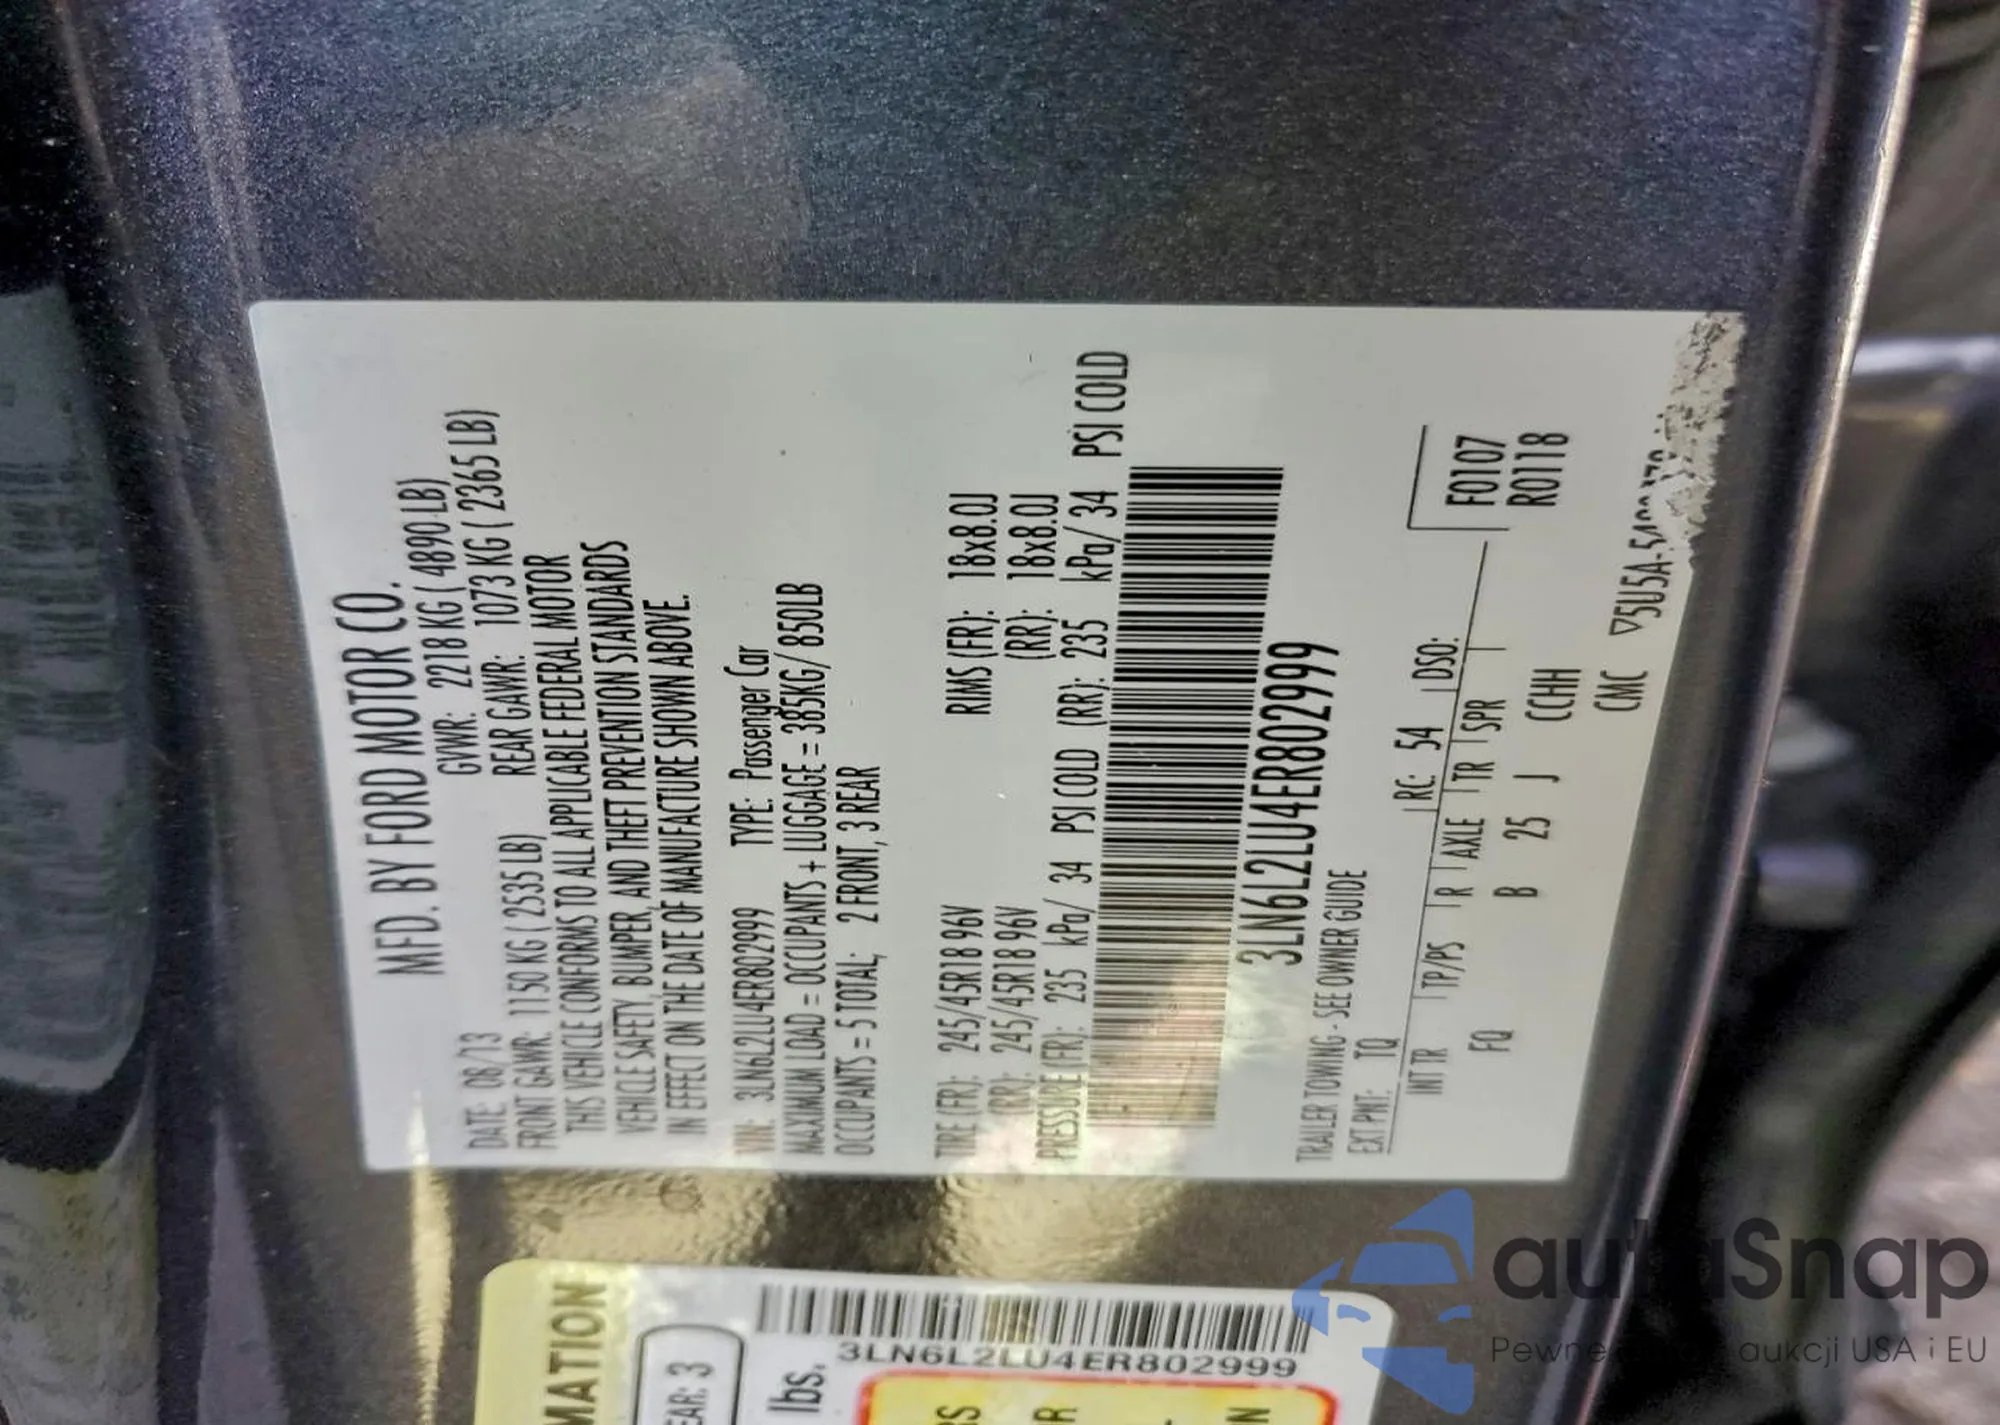 MFD. BY FORD MOTOR CO.
DATE: 08/13 GVWR: 2218 KG ( 4890 LB)
FRONT GAWR: 1150 KG ( 2535 LB) REAR GAWR: 1073 KG ( 2365 LB)
THIS VEHICLE CONFORMS TO ALL APPLICABLE FEDERAL MOTOR
VEHICLE SAFETY, BUMPER, AND THEFT PREVENTION STANDARDS
IN EFFECT ON THE DATE OF MANUFACTURE SHOWN ABOVE.
VIN: 3LN6L2LU4ER802999 TYPE: Passenger Car
MAXIMUM LOAD = OCCUPANTS + LUGGAGE = 385KG/ 850LB
OCCUPANTS = 5 TOTAL; 2 FRONT, 3 REAR
TIRE (FR): 245/45R18 96V RIMS (FR): 18x8.0J
(RR): 245/45R18 96V (RR): 18x8.0J
PRESSURE (FR): 235 kPa/ 34 PSI COLD (RR): 235 kPa/ 34 PSI COLD
3LN6L2LU4ER802999
TRAILER TOWING - SEE OWNER GUIDE
EXT PNT: TQ RC: 54 DSO:
INT TR TP/PS R AXLE TR SPR F0107
FQ B 25 J CCHH R0118
CMC ▽5U5A-
MATION
EAR: 3
lbs.
3LN6L2LU4ER802999
autoSnap
Pewne aukcji USA i EU